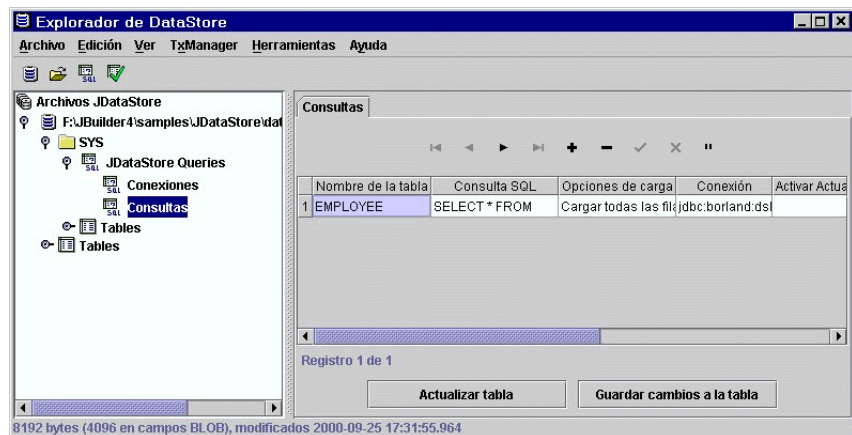 Explorador de DataStore
Archivo Edición Ver TxManager Herramientas Ayuda
Archivos JDataStore
F:\JBuilder4\samples\JDataStore\dat
SYS
JDataStore Queries
Conexiones
Consultas
Tables
Tables
Consultas
Nombre de la tabla Consulta SQL Opciones de carga Conexión Activar Actua
1 EMPLOYEE SELECT * FROM Cargar todas las fila jdbc:borland:dsl
Registro 1 de 1
Actualizar tabla Guardar cambios a la tabla
8192 bytes (4096 en campos BLOB), modificados 2000-09-25 17:31:55.964